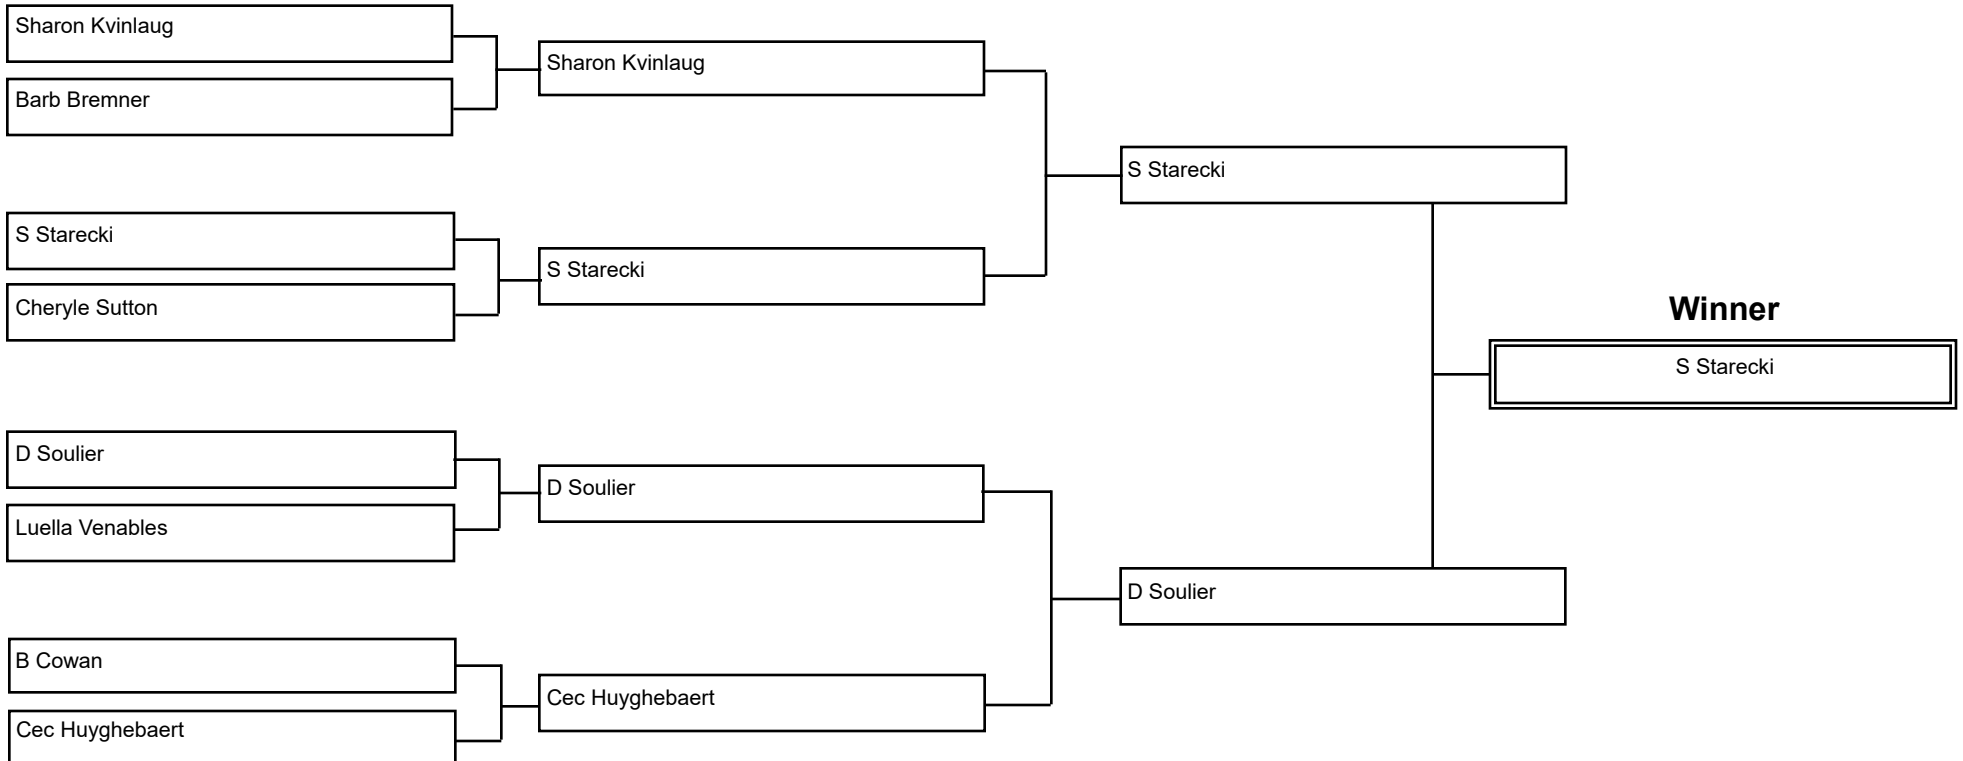 Sharon Kvinlaug
Sharon Kvinlaug
Barb Bremner
S Starecki
S Starecki
S Starecki
Cheryle Sutton
Winner
S Starecki
D Soulier
D Soulier
Luella Venables
D Soulier
B Cowan
Cec Huyghebaert
Cec Huyghebaert